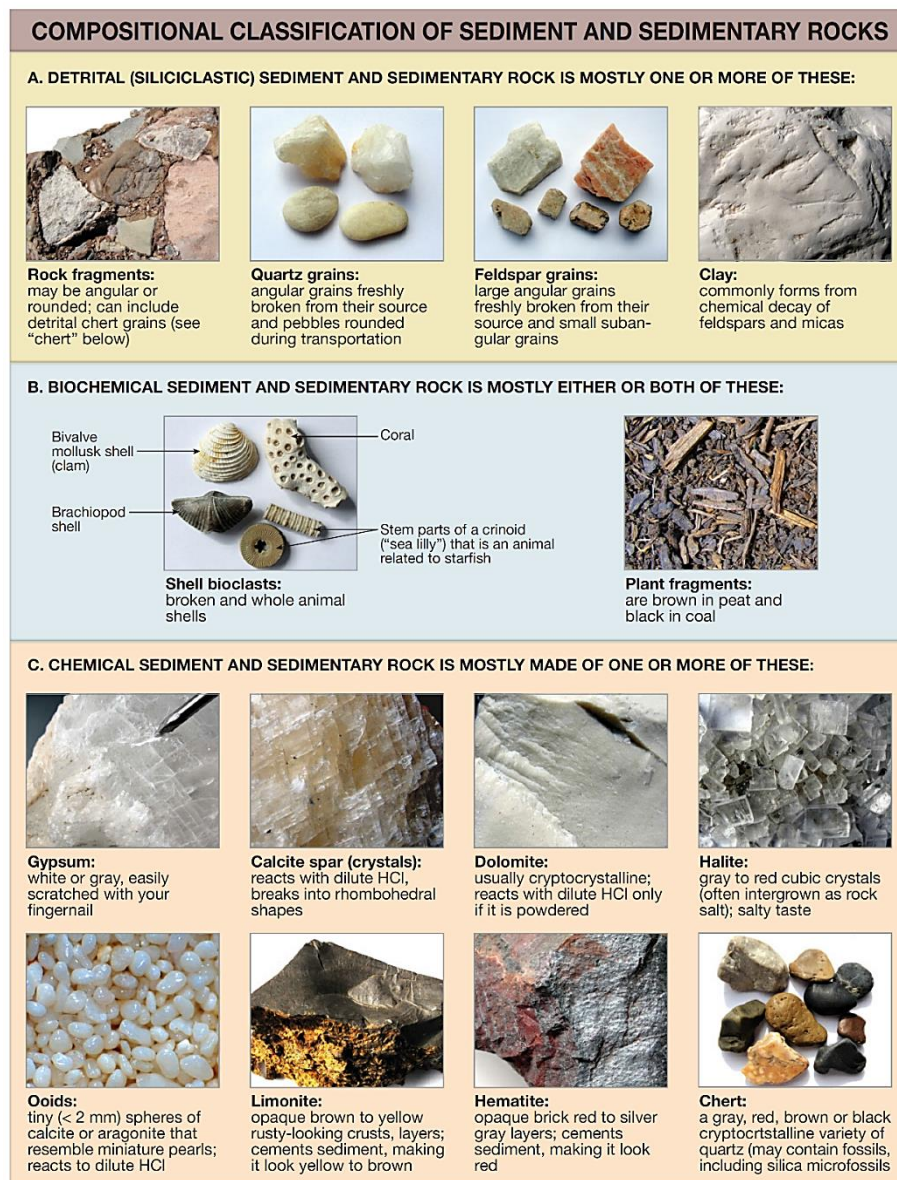 COMPOSITIONAL CLASSIFICATION OF SEDIMENT AND SEDIMENTARY ROCKS
A. DETRITAL (SILICICLASTIC) SEDIMENT AND SEDIMENTARY ROCK IS MOSTLY ONE OR MORE OF THESE:
Rock fragments:
may be angular or
rounded; can include
detrital chert grains (see
“chert” below)
Quartz grains:
angular grains freshly
broken from their source
and pebbles rounded
during transportation
Feldspar grains:
large angular grains
freshly broken from their
source and small suban-
gular grains
Clay:
commonly forms from
chemical decay of
feldspars and micas
B. BIOCHEMICAL SEDIMENT AND SEDIMENTARY ROCK IS MOSTLY EITHER OR BOTH OF THESE:
Bivalve
mollusk shell
(clam)
Brachiopod
shell
Coral
Stem parts of a crinoid
(“sea lilly”) that is an animal
related to starfish
Shell bioclasts:
broken and whole animal
shells
Plant fragments:
are brown in peat and
black in coal
C. CHEMICAL SEDIMENT AND SEDIMENTARY ROCK IS MOSTLY MADE OF ONE OR MORE OF THESE:
Gypsum:
white or gray, easily
scratched with your
fingernail
Calcite spar (crystals):
reacts with dilute HCl,
breaks into rhombohedral
shapes
Dolomite:
usually cryptocrystalline;
reacts with dilute HCl only
if it is powdered
Halite:
gray to red cubic crystals
(often intergrown as rock
salt); salty taste
Ooids:
tiny (< 2 mm) spheres of
calcite or aragonite that
resemble miniature pearls;
reacts to dilute HCl
Limonite:
opaque brown to yellow
rusty-looking crusts, layers;
cements sediment, making
it look yellow to brown
Hematite:
opaque brick red to silver
gray layers; cements
sediment, making it look
red
Chert:
a gray, red, brown or black
cryptocrtstalline variety of
quartz (may contain fossils,
including silica microfossils